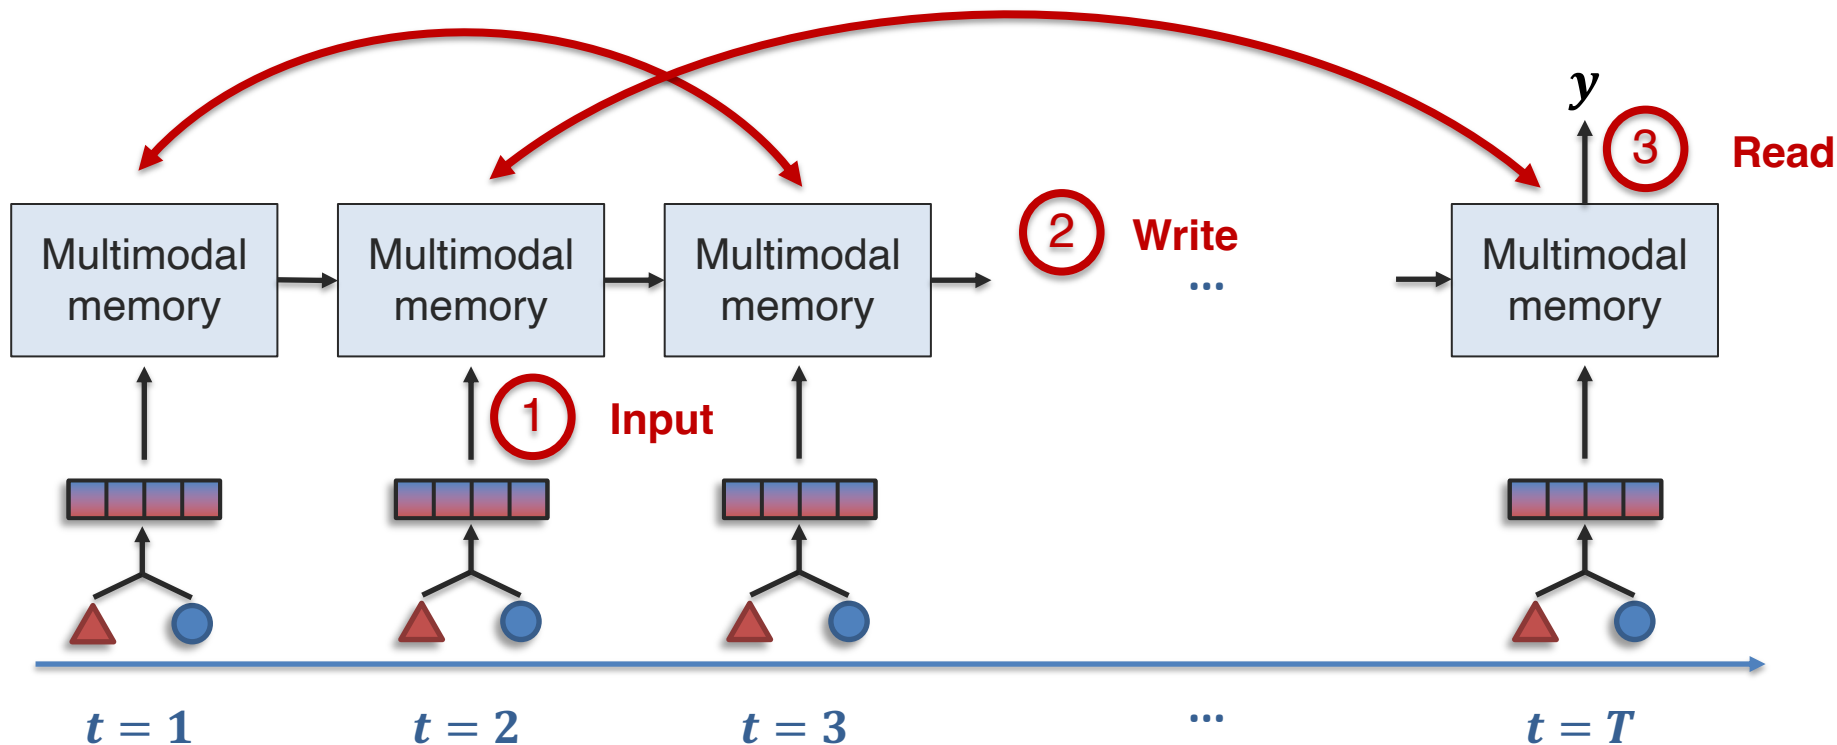 y
3 Read
Multimodal
memory
Multimodal
memory
Multimodal
memory
2 Write
...
Multimodal
memory
1 Input
t = 1
t = 2
t = 3
...
t = T